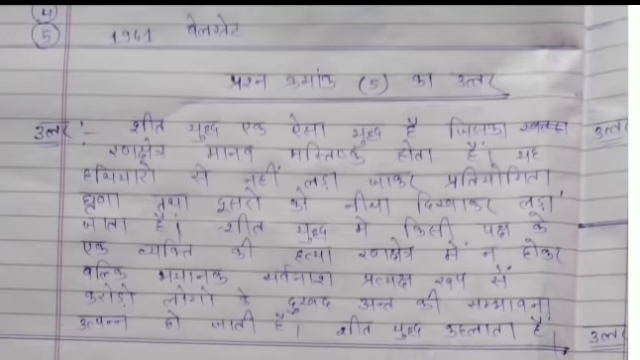 4
5 1961 बेलग्रेट
प्रश्न क्रमांक (5) का उत्तर
उत्तर:- शीत युद्ध एक ऐसा युद्ध है जिसका उत्तर
रणक्षेत्र मानव मस्तिष्क होता है। यह
हथियारो से नहीं लड़ा जाकर प्रतियोगिता
घृणा तथा दूसरो को नीचा दिखाकर लड़ा
जाता है। शीत युद्ध मे किसी पक्ष के
एक व्यक्ति की हत्या रणक्षेत्र में न होकर
बल्कि भयानक सर्वनाश प्रत्यक्ष रूप से
करोड़ो लोगो के दुखद अन्त की सम्भावना
उत्पन्न हो जाती है। शीत युद्ध कहलाता है। उत्तर